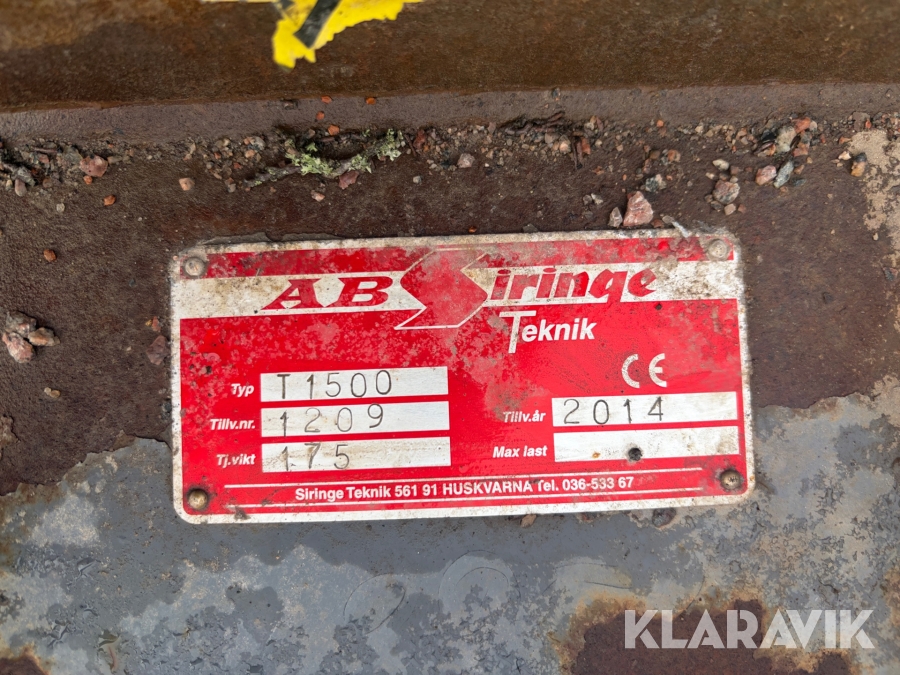 AB Siringe
Teknik
CE
Typ T1500
Tillv.nr. 1209
Tillv.år 2014
Tj.vikt 175
Max last
Siringe Teknik 561 91 HUSKVARNA Tel. 036-533 67
KLARAVIK